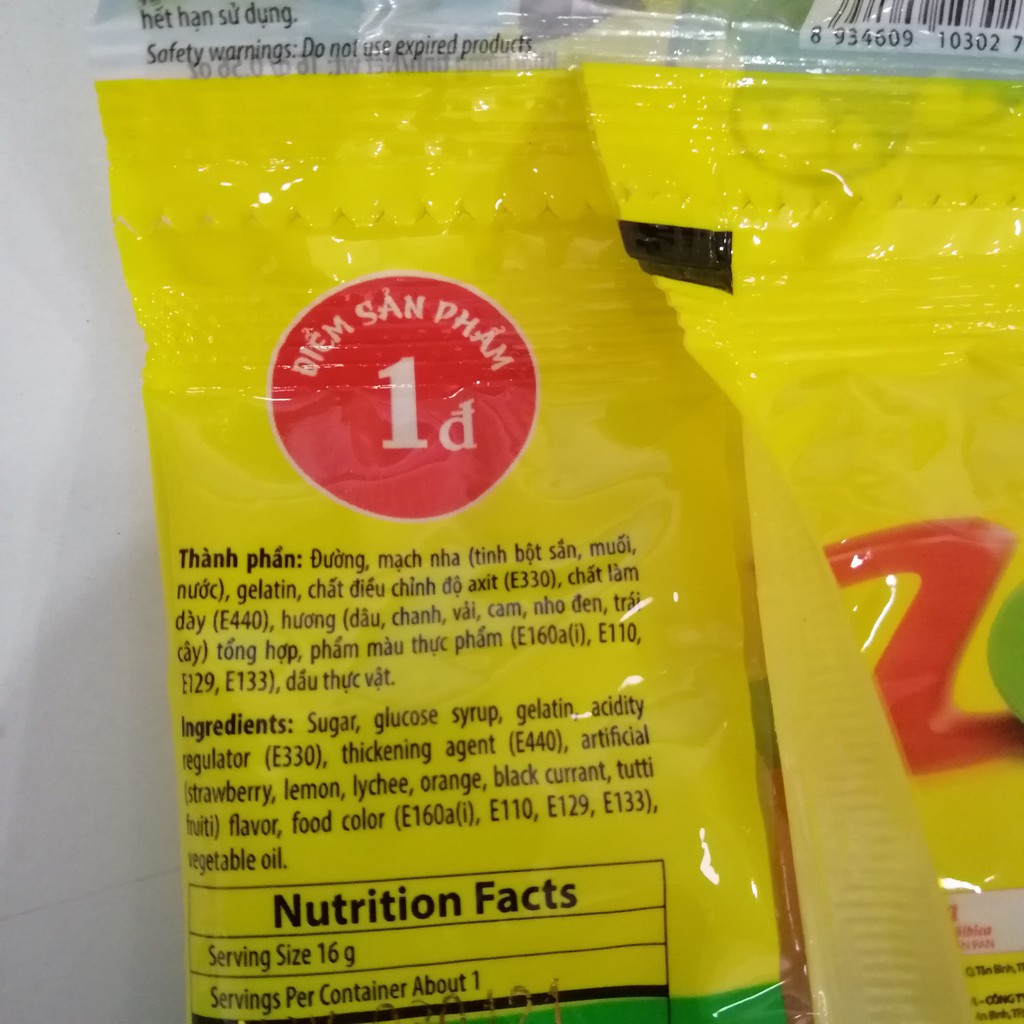 hết hạn sử dụng.
Safety warnings: Do not use expired products
8 934609 10302 7
ĐIỂM SẢN PHẨM
1đ
Thành phần: Đường, mạch nha (tinh bột sắn, muối,
nước), gelatin, chất điều chỉnh độ axit (E330), chất làm
dày (E440), hương (dâu, chanh, vải, cam, nho đen, trái
cây) tổng hợp, phẩm màu thực phẩm (E160a(i), E110,
E129, E133), dầu thực vật.
Ingredients: Sugar, glucose syrup, gelatin, acidity
regulator (E330), thickening agent (E440), artificial
(strawberry, lemon, lychee, orange, black currant, tutti
fruiti) flavor, food color (E160a(i), E110, E129, E133),
vegetable oil.
Nutrition Facts
Serving Size 16 g
Servings Per Container About 1
Z
Bibica
Tân Bình,